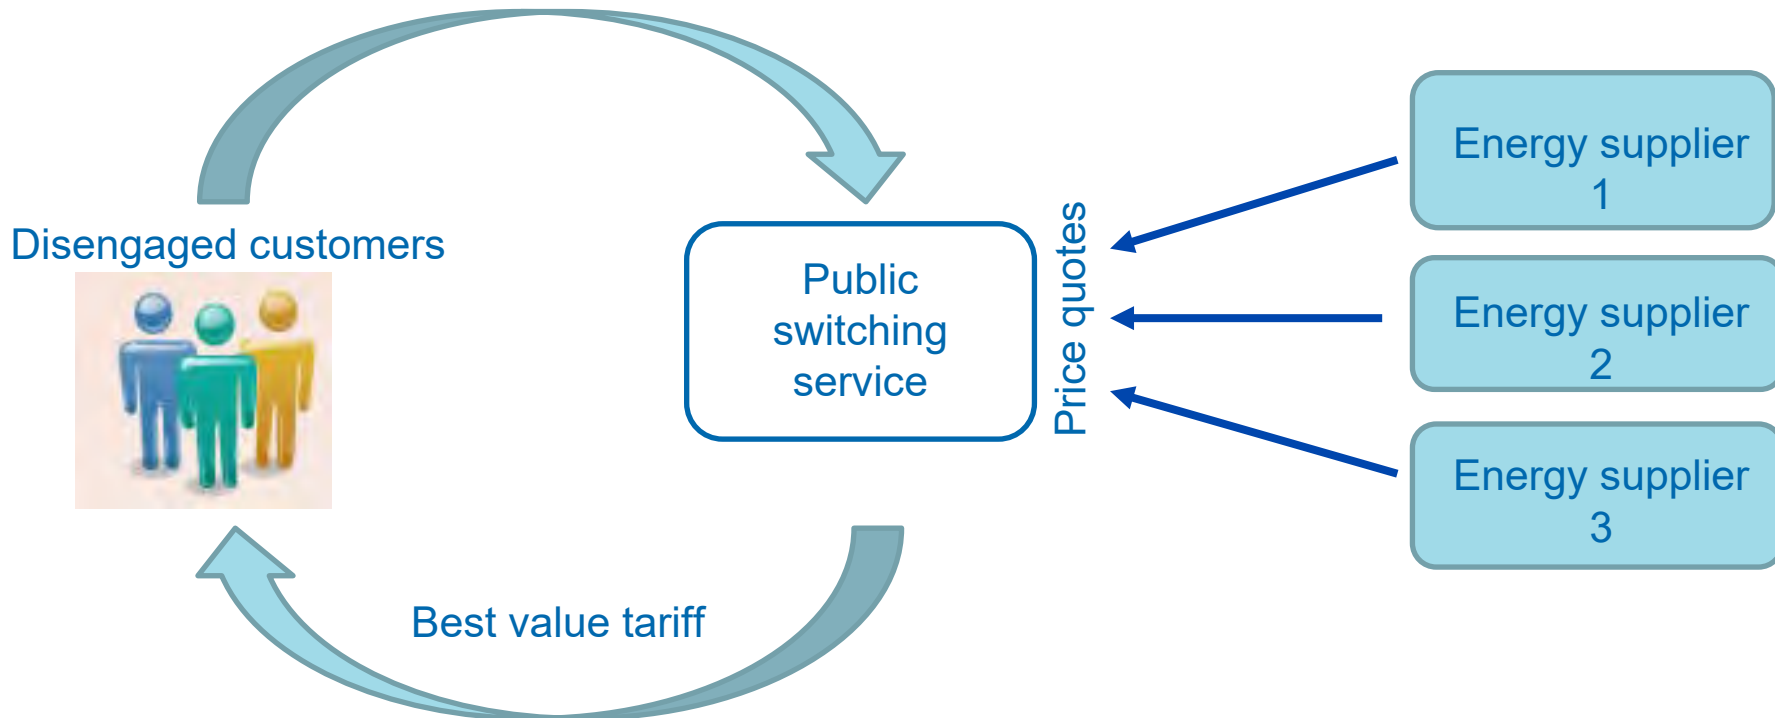 Disengaged customers
Public
switching
service
Price quotes
Energy supplier
1
Energy supplier
2
Energy supplier
3
Best value tariff